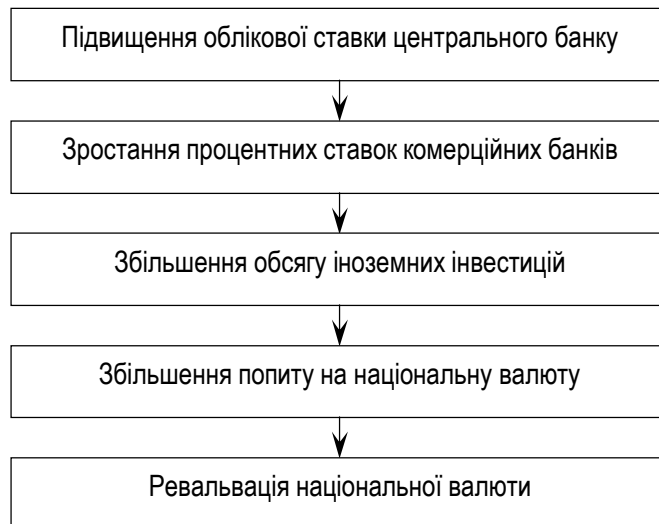 Підвищення облікової ставки центрального банку
Зростання процентних ставок комерційних банків
Збільшення обсягу іноземних інвестицій
Збільшення попиту на національну валюту
Ревальвація національної валюти